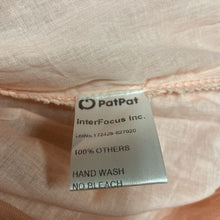 PatPat
InterFocus Inc.
100% OTHERS
HAND WASH
NO BLEACH